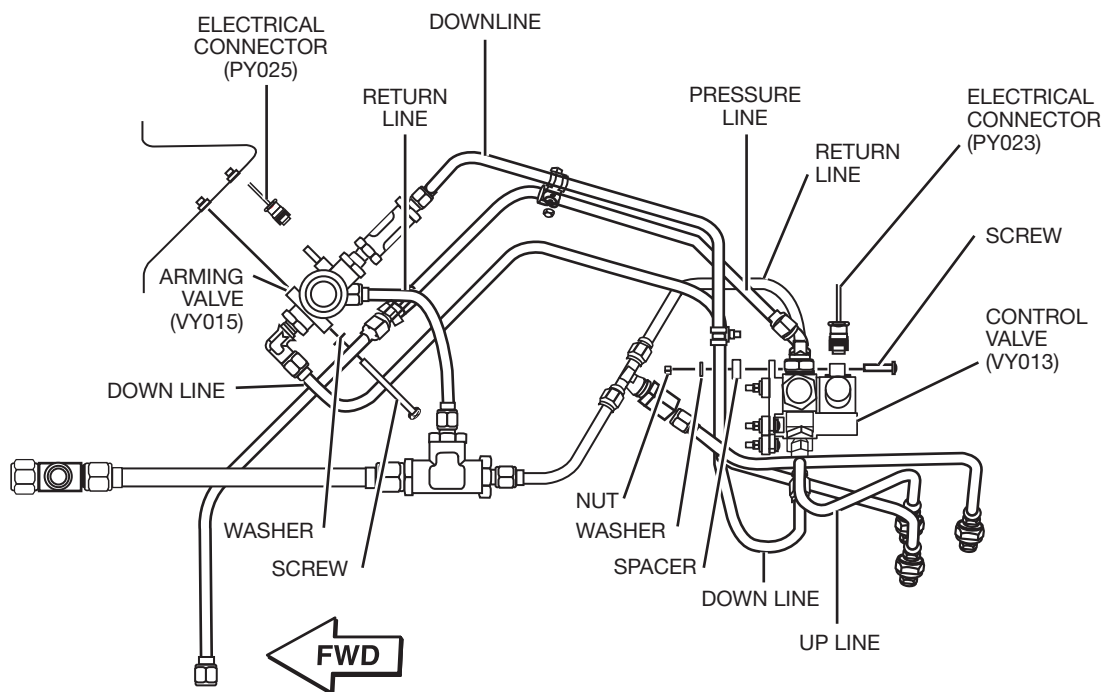 ELECTRICAL
CONNECTOR
(PY025)
DOWNLINE
RETURN
LINE
PRESSURE
LINE
ELECTRICAL
CONNECTOR
(PY023)
RETURN
LINE
SCREW
ARMING
VALVE
(VY015)
CONTROL
VALVE
(VY013)
DOWN LINE
WASHER
SCREW
NUT
WASHER
SPACER
DOWN LINE
UP LINE
FWD